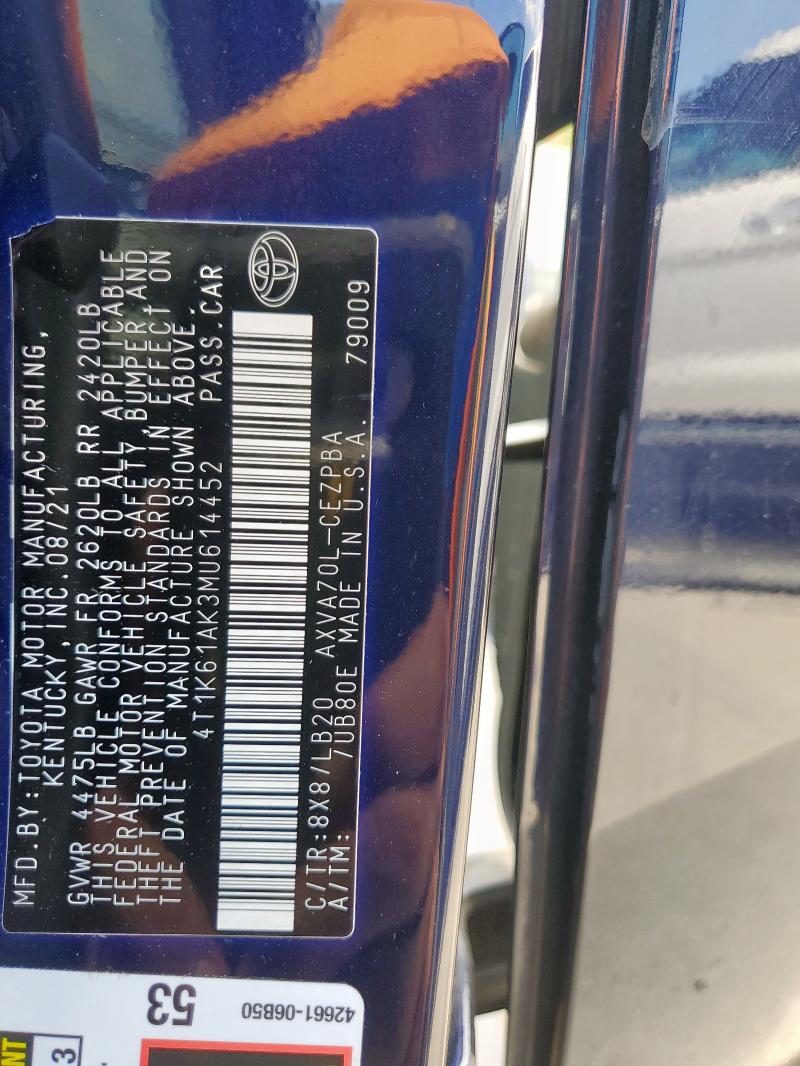 MFD.BY:TOYOTA MOTOR MANUFACTURING,
KENTUCKY, INC. 08/21
GVWR 4475LB GAWR FR 2620LB RR 2420LB
THIS VEHICLE CONFORMS TO ALL APPLICABLE
FEDERAL MOTOR VEHICLE SAFETY, BUMPER, AND
THEFT PREVENTION STANDARDS IN EFFECT ON
THE DATE OF MANUFACTURE SHOWN ABOVE.
4T1K61AK3MU614452 PASS.CAR
C/TR:8X8/LB20 AXVA70L-CEZPBA
A/TM: /UB80E MADE IN U.S.A. 79009
53
42661-06B50
NT
3